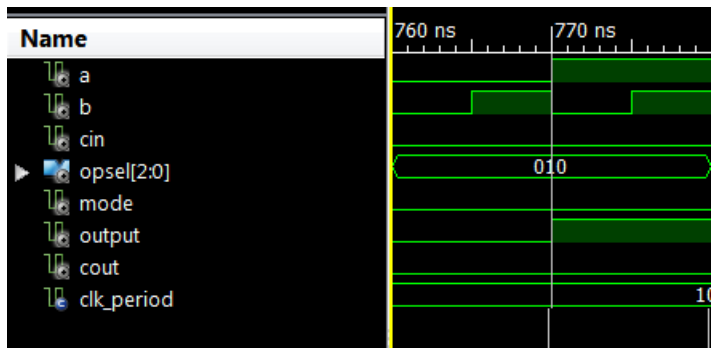 Name
760 ns
770 ns
a
b
cin
opsel[2:0]
010
mode
output
cout
clk_period